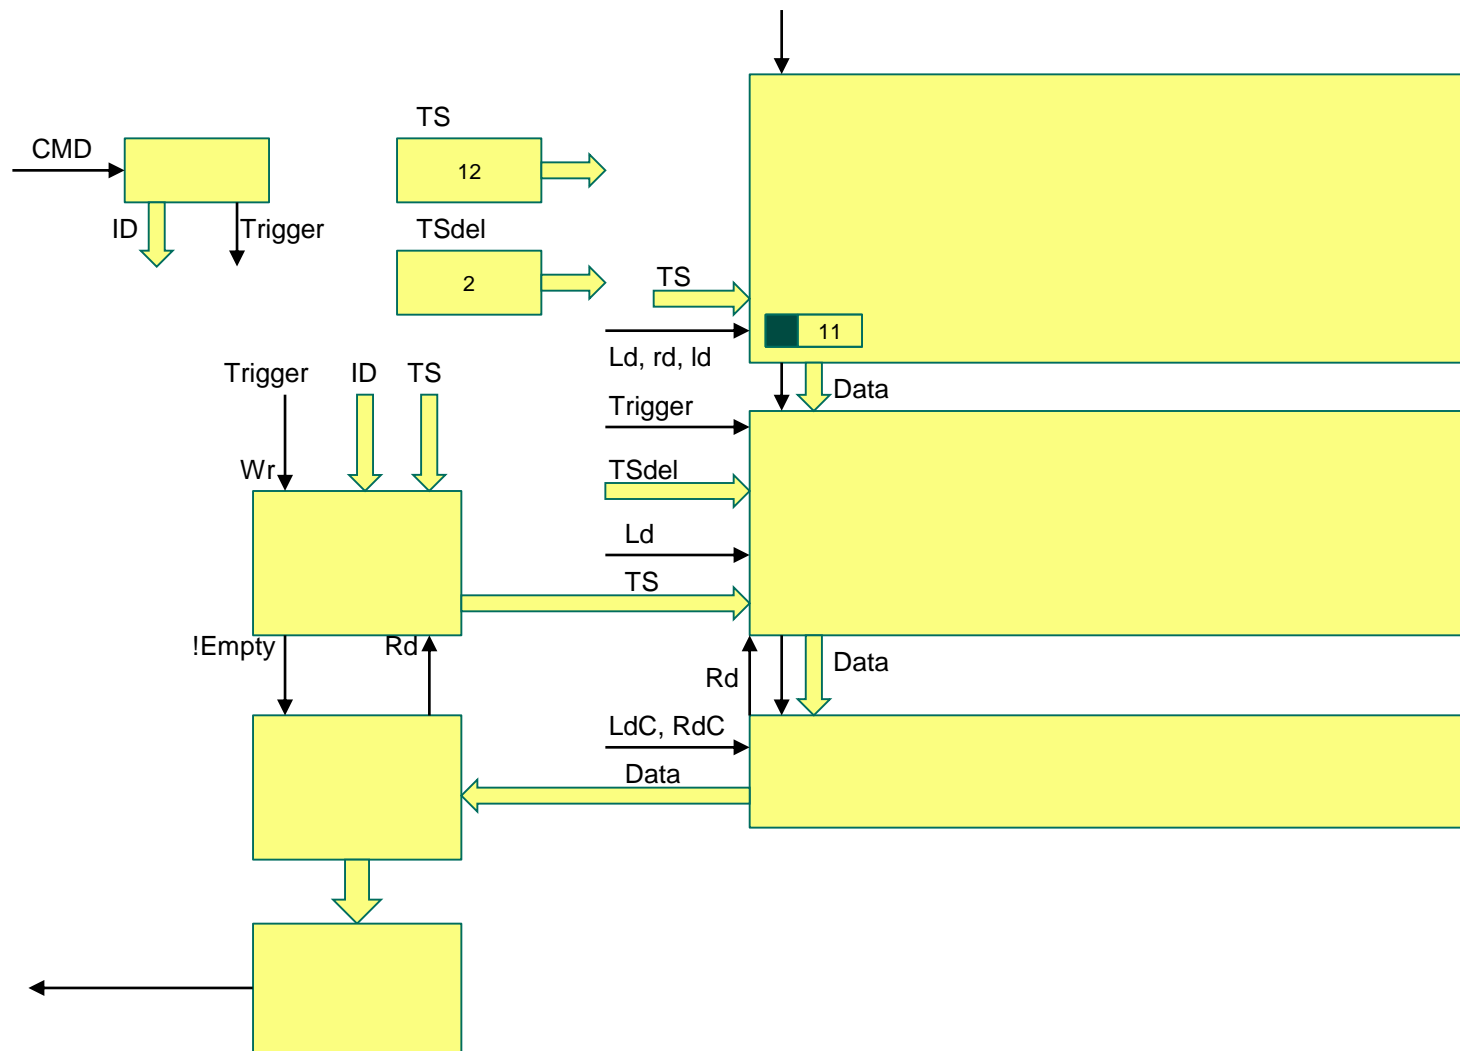 TS
CMD
12
ID
Trigger
TSdel
2
TS
11
Ld, rd, ld
Trigger
ID
TS
Data
Trigger
Wr
TSdel
Ld
TS
!Empty
Rd
Data
Rd
LdC, RdC
Data